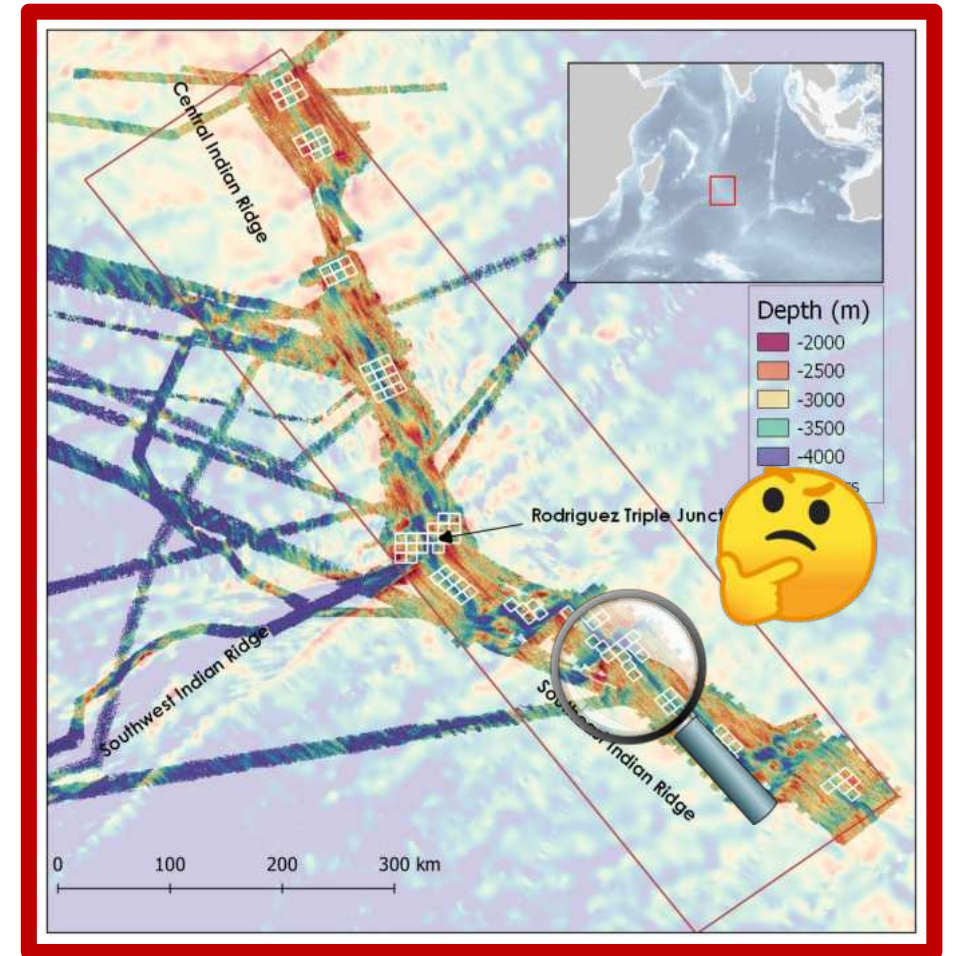 Central Indian Ridge
Depth (m)
-2000
-2500
-3000
-3500
-4000
Rodriguez Triple Junct
Southwest Indian Ridge
Indian Ridge
0 100 200 300 km